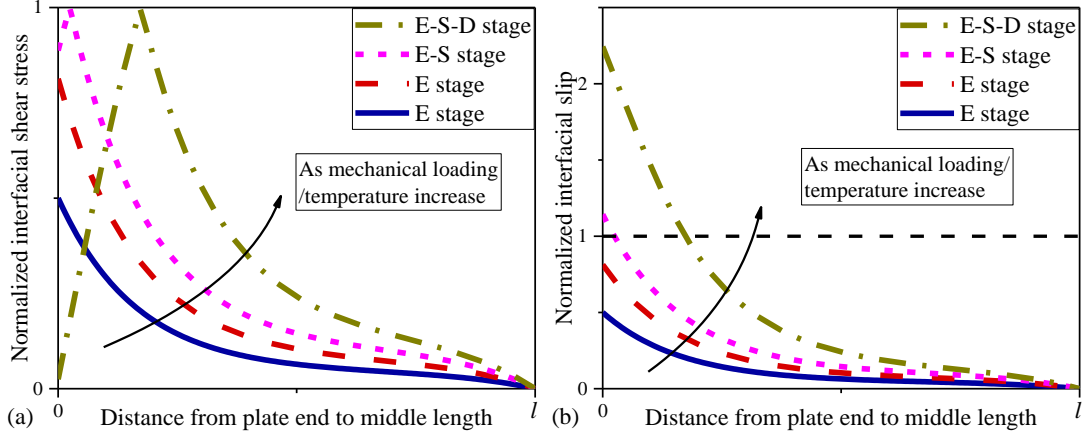 1
E-S-D stage
E-S stage
E stage
E stage
As mechanical loading
/temperature increase
Normalized interfacial shear stress
0
0
l
(a)
Distance from plate end to middle length
2
E-S-D stage
E-S stage
E stage
E stage
As mechanical loading/
temperature increase
1
Normalized interfacial slip
0
0
l
(b)
Distance from plate end to middle length